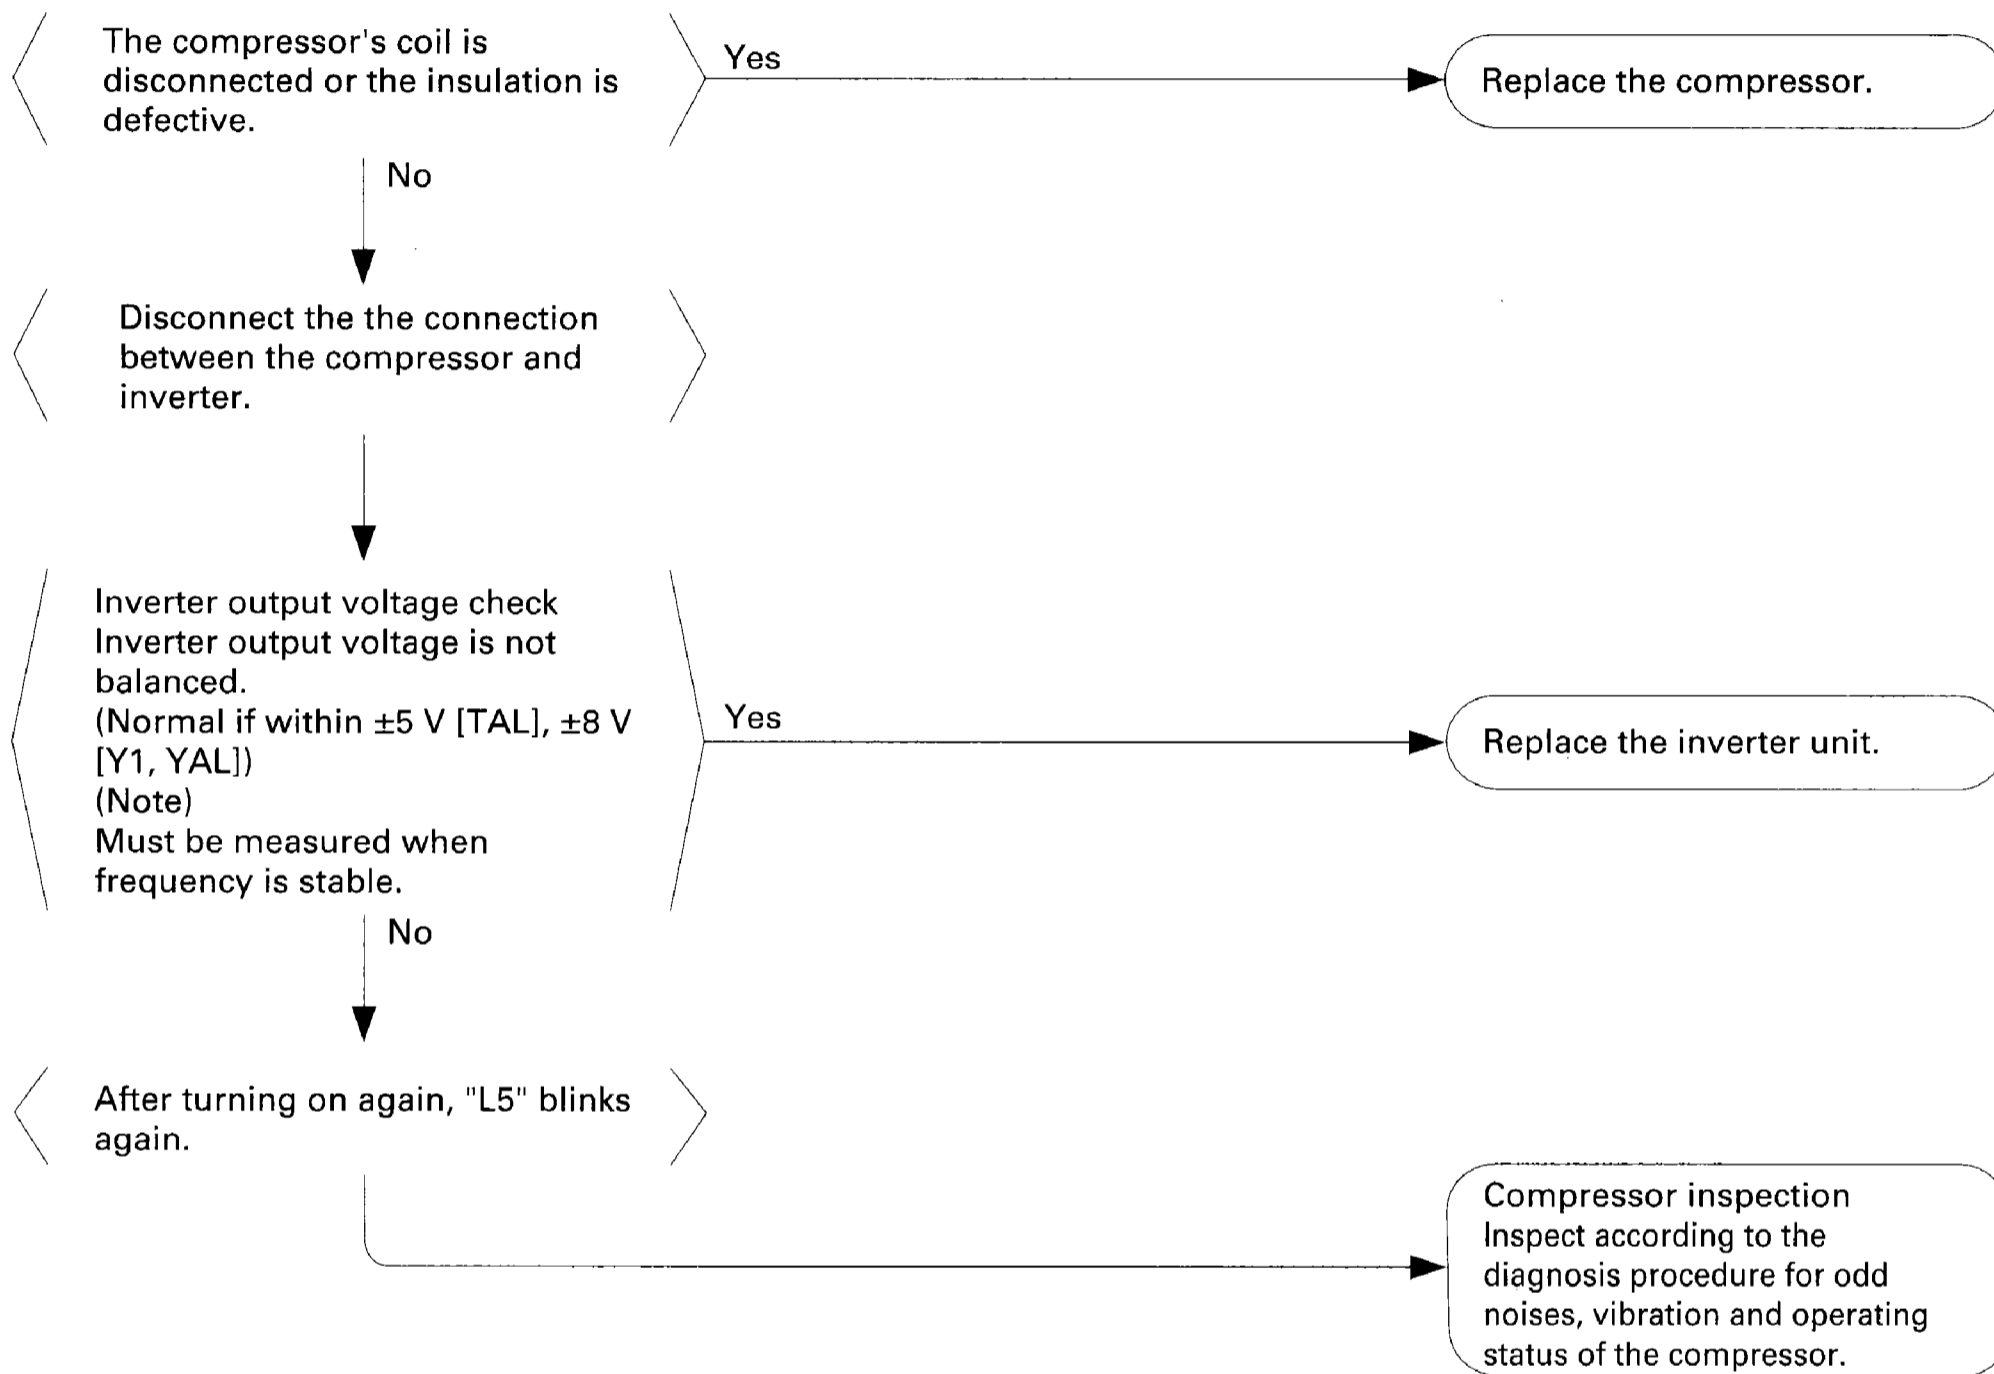 The compressor's coil is
disconnected or the insulation is
defective.
Yes
Replace the compressor.
No
Disconnect the the connection
between the compressor and
inverter.
Inverter output voltage check
Inverter output voltage is not
balanced.
(Normal if within ±5 V [TAL], ±8 V
[Y1, YAL])
(Note)
Must be measured when
frequency is stable.
Yes
Replace the inverter unit.
No
After turning on again, "L5" blinks
again.
Compressor inspection
Inspect according to the
diagnosis procedure for odd
noises, vibration and operating
status of the compressor.